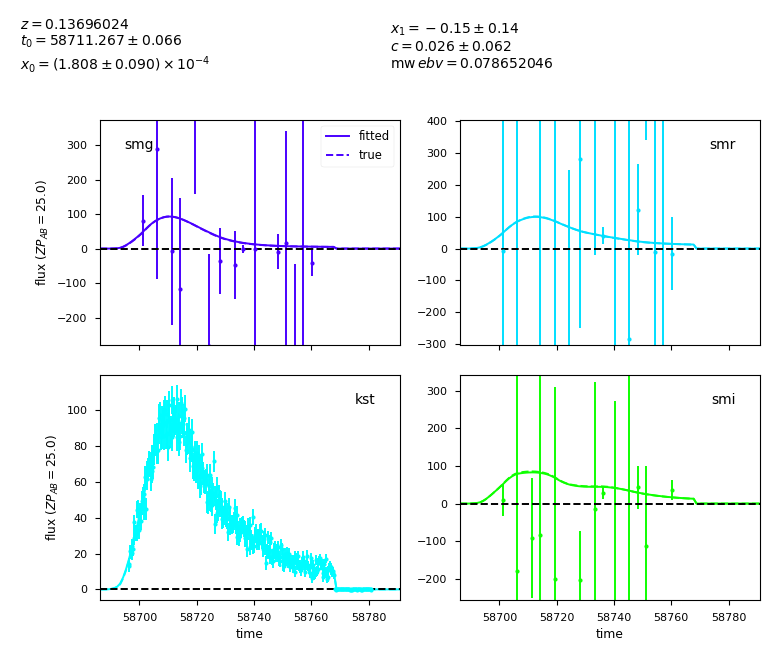 z = 0.13696024
t₀ = 58711.267 ± 0.066
x₀ = (1.808 ± 0.090) × 10⁻⁴
x₁ = −0.15 ± 0.14
c = 0.026 ± 0.062
mw ebv = 0.078652046
smg
fitted
true
300
200
100
0
−100
−200
flux (ZP_AB = 25.0)
smr
400
300
200
100
0
−100
−200
−300
kst
100
80
60
40
20
0
flux (ZP_AB = 25.0)
58700 58720 58740 58760 58780
time
smi
300
200
100
0
−100
−200
58700 58720 58740 58760 58780
time